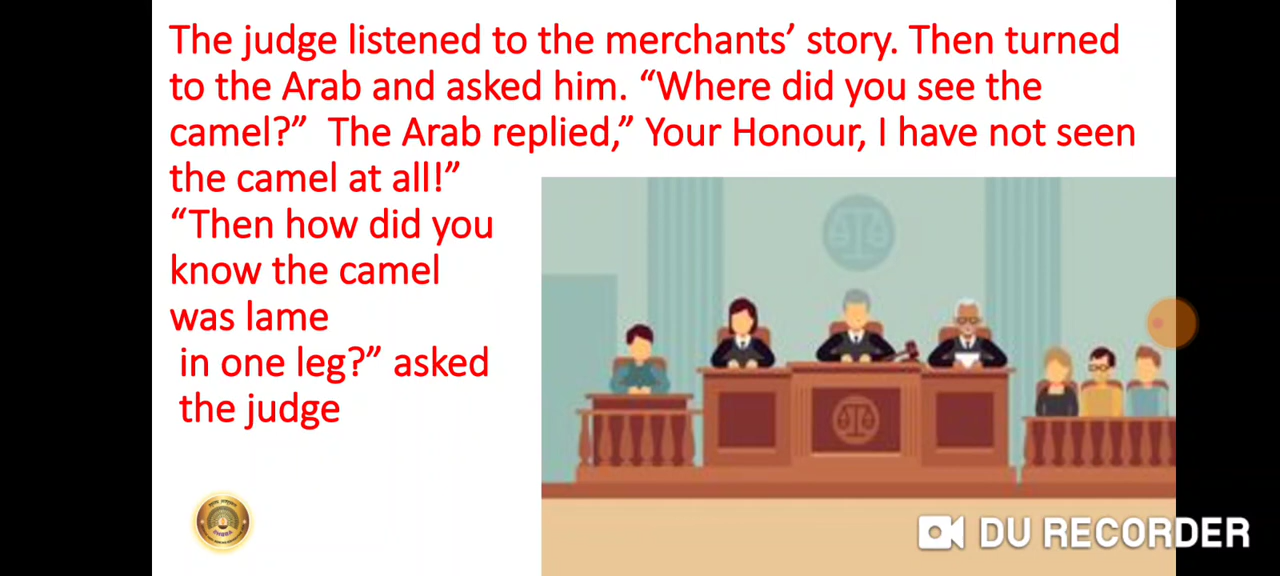 The judge listened to the merchants’ story. Then turned
to the Arab and asked him. “Where did you see the
camel?” The Arab replied,” Your Honour, I have not seen
the camel at all!”
“Then how did you
know the camel
was lame
in one leg?” asked
the judge
DU RECORDER